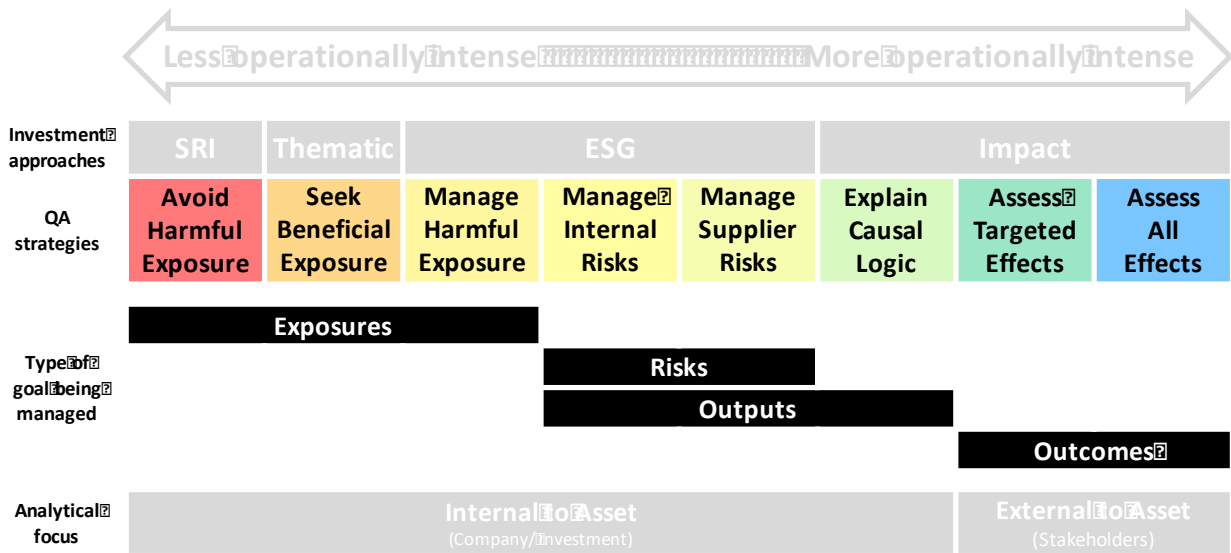 Less operationally intense More operationally intense
Investment
approaches
SRI
Thematic
ESG
Impact
QA
strategies
Avoid
Harmful
Exposure
Seek
Beneficial
Exposure
Manage
Harmful
Exposure
Manage
Internal
Risks
Manage
Supplier
Risks
Explain
Causal
Logic
Assess
Targeted
Effects
Assess
All
Effects
Type of
goal being
managed
Exposures
Risks
Outputs
Outcomes
Analytical
focus
Internal to Asset
(Company/Investment)
External to Asset
(Stakeholders)